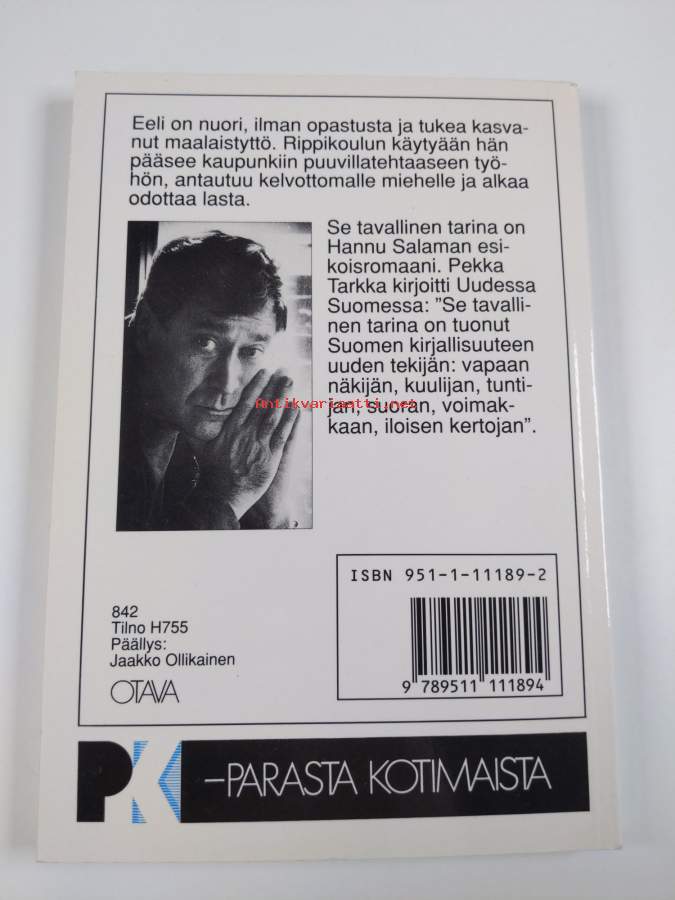 Eeli on nuori, ilman opastusta ja tukea kasva-
nut maalaistyttö. Rippikoulun käytyään hän
pääsee kaupunkiin puuvillatehtaaseen työ-
hön, antautuu kelvottomalle miehelle ja alkaa
odottaa lasta.
Se tavallinen tarina on
Hannu Salaman esi-
koisromaani. Pekka
Tarkka kirjoitti Uudessa
Suomessa: ”Se tavalli-
nen tarina on tuonut
Suomen kirjallisuuteen
uuden tekijän: vapaan
näkijän, kuulijan, tunti-
jan, suoran, voimak-
kaan, iloisen kertojan”.
Antikvariaatti.net
ISBN 951-1-11189-2
9 789511 111894
842
Tilno H755
Päällys:
Jaakko Ollikainen
OTAVA
PK –PARASTA KOTIMAISTA